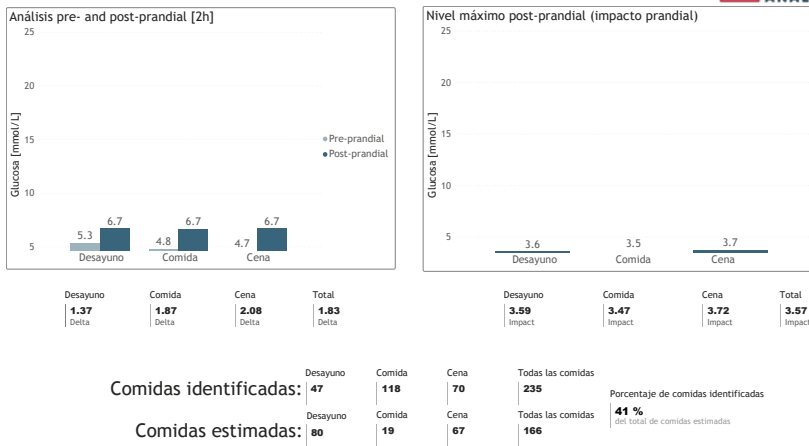 Análisis pre- and post-prandial [2h]
25
20
15
10
5
Glucosa [mmol/L]
5.3
6.7
4.8
6.7
4.7
6.7
Desayuno Comida Cena
Pre-prandial
Post-prandial
Nivel máximo post-prandial (impacto prandial)
25
20
15
10
5
Glucosa [mmol/L]
3.6
3.5
3.7
Desayuno Comida Cena
Desayuno Comida Cena Total
1.37 1.87 2.08 1.83
Delta Delta Delta Delta
Desayuno Comida Cena Total
3.59 3.47 3.72 3.57
Impact Impact Impact Impact
Desayuno Comida Cena Todas las comidas
Comidas identificadas: 47 118 70 235
Desayuno Comida Cena Todas las comidas
Comidas estimadas: 80 19 67 166
Porcentaje de comidas identificadas
41 %
del total de comidas estimadas